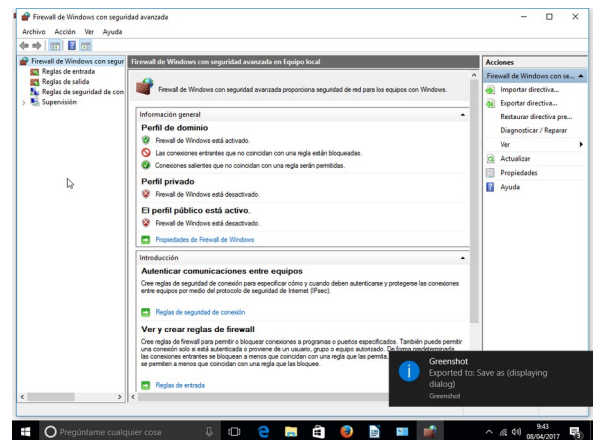 Firewall de Windows con seguridad avanzada
Archivo Acción Ver Ayuda
Firewall de Windows con segur
Reglas de entrada
Reglas de salida
Reglas de seguridad de con
Supervisión
Firewall de Windows con seguridad avanzada en Equipo local
Firewall de Windows con seguridad avanzada proporciona seguridad de red para los equipos con Windows.
Información general
Perfil de dominio
Firewall de Windows está activado.
Las conexiones entrantes que no coincidan con una regla están bloqueadas.
Conexiones salientes que no coincidan con una regla serán permitidas.
Perfil privado
Firewall de Windows está desactivado.
El perfil público está activo.
Firewall de Windows está desactivado.
Propiedades de Firewall de Windows
Introducción
Autenticar comunicaciones entre equipos
Cree reglas de seguridad de conexión para especificar cómo y cuándo deben autenticarse y protegerse las conexiones
entre equipos por medio del protocolo de seguridad de Internet (IPsec).
Reglas de seguridad de conexión
Ver y crear reglas de firewall
Cree reglas de firewall para permitir o bloquear conexiones a programas o puertos especificados. También puede permitir
una conexión solo si está autenticada o proviene de un usuario, grupo o equipo autorizado. De forma predeterminada,
las conexiones entrantes se bloquean a menos que coincidan con una regla que las permita,
se permiten a menos que coincidan con una regla que las bloquee.
Reglas de entrada
Acciones
Firewall de Windows con se...
Importar directiva...
Exportar directiva...
Restaurar directiva pre...
Diagnosticar / Reparar
Ver
Actualizar
Propiedades
Ayuda
Greenshot
Exported to: Save as (displaying
dialog)
Greenshot
Pregúntame cualquier cosa
9:43
08/04/2017
3